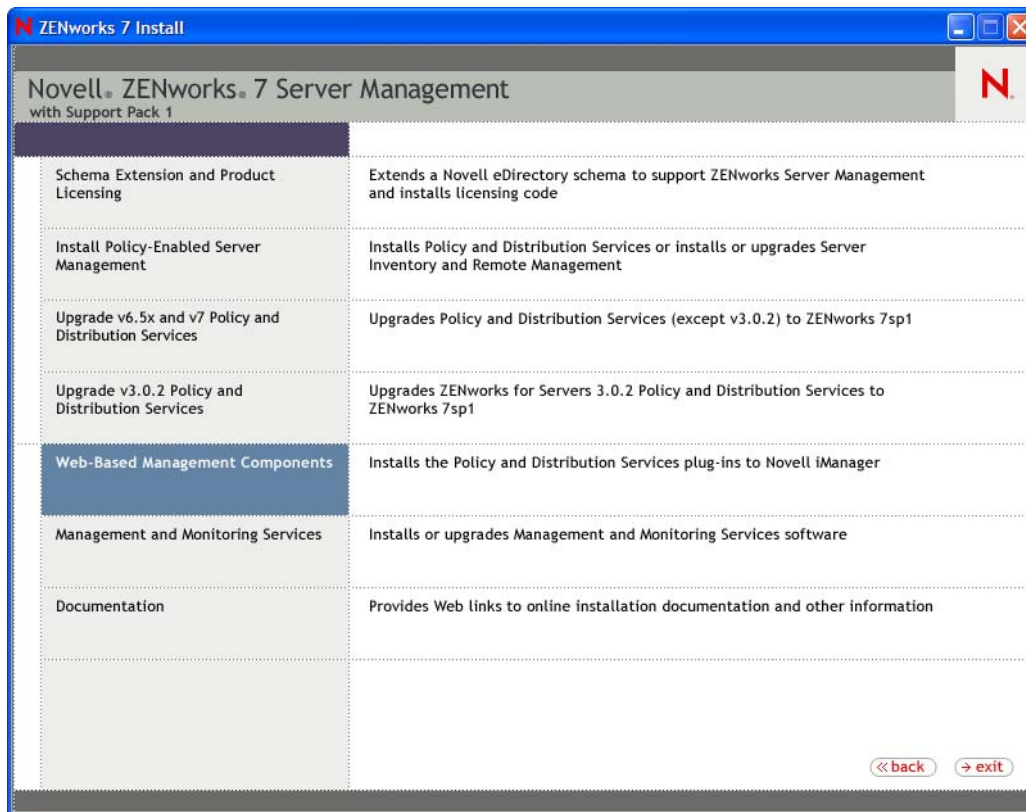 N ZENworks 7 Install
Novell® ZENworks® 7 Server Management
with Support Pack 1
N®
Schema Extension and Product
Licensing
Extends a Novell eDirectory schema to support ZENworks Server Management
and installs licensing code
Install Policy-Enabled Server
Management
Installs Policy and Distribution Services or installs or upgrades Server
Inventory and Remote Management
Upgrade v6.5x and v7 Policy and
Distribution Services
Upgrades Policy and Distribution Services (except v3.0.2) to ZENworks 7sp1
Upgrade v3.0.2 Policy and
Distribution Services
Upgrades ZENworks for Servers 3.0.2 Policy and Distribution Services to
ZENworks 7sp1
Web-Based Management Components
Installs the Policy and Distribution Services plug-ins to Novell iManager
Management and Monitoring Services
Installs or upgrades Management and Monitoring Services software
Documentation
Provides Web links to online installation documentation and other information
« back
→ exit